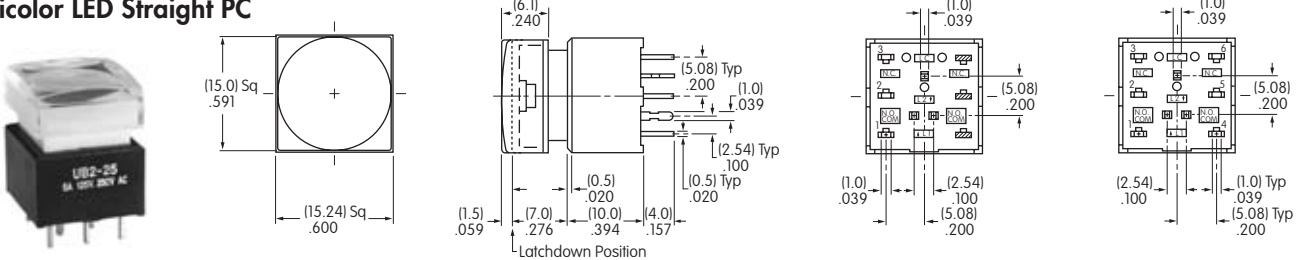 icolor LED Straight PC
UB2-25
5A 125V 250V AC
(15.0) Sq
.591
(15.24) Sq
.600
(6.1)
.240
(5.08) Typ
.200
(1.0)
.039
(2.54) Typ
.100
(0.5) Typ
.020
(0.5)
.020
(1.5)
.059
(7.0)
.276
(10.0)
.394
(4.0)
.157
Latchdown Position
(1.0)
.039
3
L C
N.C.
N.C.
2
L2
N.O.
COM
N.O.
COM
1
L1
(5.08)
.200
(1.0)
.039
(2.54)
.100
(5.08)
.200
(1.0)
.039
3
L C
6
N.C.
N.C.
2
L2
5
N.O.
COM
N.O.
COM
1
L1
4
(5.08)
.200
(2.54)
.100
(1.0) Typ
.039
(5.08) Typ
.200